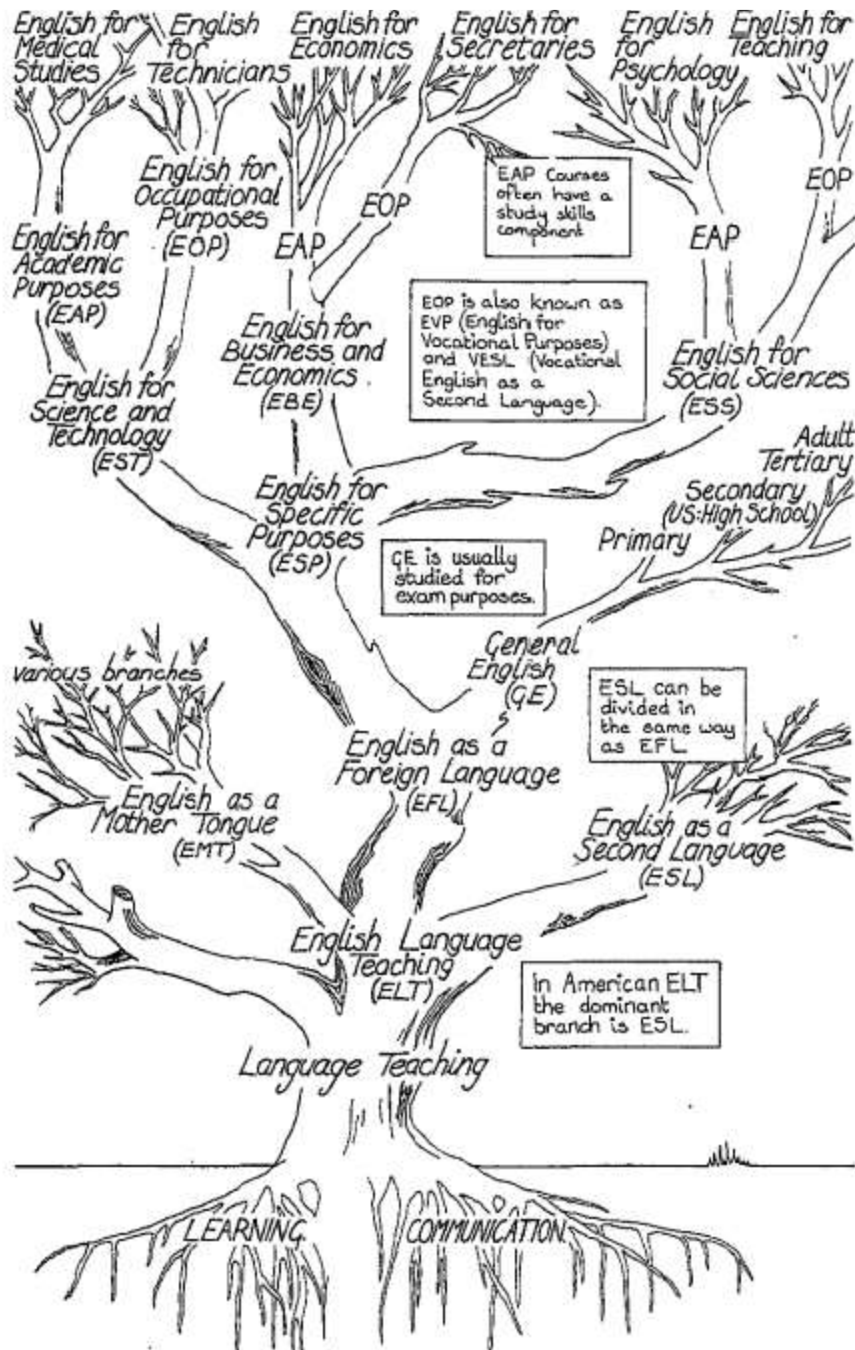 English for
Medical
Studies
English
for
Technicians
English for
Economics
English for
Secretaries
English
for
Psychology
English for
Teaching
English for
Occupational
Purposes
(EOP)
English for
Academic
Purposes
(EAP)
EAP
EOP
EAP Courses
often have a
study skills
component
EAP
EOP
EOP is also known as
EVP (English for
Vocational Purposes)
and VESL (Vocational
English as a
Second Language).
English for
Business and
Economics
(EBE)
English for
Social Sciences
(ESS)
English for
Science and
Technology
(EST)
English for
Specific
Purposes
(ESP)
Adult
Tertiary
Secondary
(US:High School)
Primary
GE is usually
studied for
exam purposes.
General
English
(GE)
various branches
ESL can be
divided in
the same way
as EFL.
English as a
Foreign Language
(EFL)
English as a
Mother Tongue
(EMT)
English as a
Second Language
(ESL)
English Language
Teaching
(ELT)
In American ELT
the dominant
branch is ESL.
Language Teaching
LEARNING
COMMUNICATION